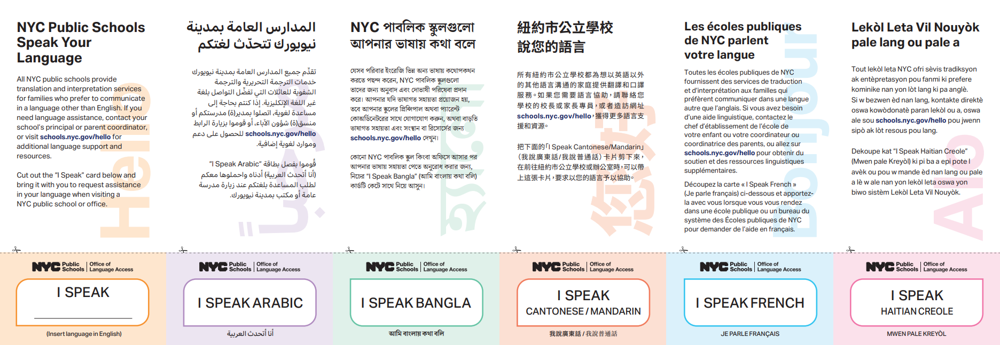 NYC Public Schools
Speak Your
Language
All NYC public schools provide
translation and interpretation services
for families who prefer to communicate
in a language other than English. If you
need language assistance, contact your
school's principal or parent coordinator,
or visit schools.nyc.gov/hello for
additional language support and
resources.
Cut out the “I Speak” card below and
bring it with you to request assistance
in your language when visiting a
NYC public school or office.
Hello
NYC Public Schools | Office of Language Access
I SPEAK
(Insert language in English)
المدارس العامة بمدينة
نيويورك تتحدّث لغتكم
تقدِّم جميع المدارس العامة بمدينة نيويورك
خدمات الترجمة التحريرية والترجمة
الشفوية للعائلات التي تفضِّل التواصل بلغة
غير اللغة الإنكليزية. إذا كنتم بحاجة إلى
مساعدة لغوية، اتصلوا بمدير(ة) مدرستكم أو
منسق(ة) شؤون الآباء، أو قوموا بزيارة الرابط
schools.nyc.gov/hello للحصول على دعم
وموارد لغوية إضافية.
قُوموا بفصل بطاقة “I Speak Arabic”
(أنا أتحدث العربية) أدناه واحملوها معكم
لطلب المساعدة بلغتكم عند زيارة مدرسة
عامة أو مكتب بمدينة نيويورك.
مرحباً
NYC Public Schools | Office of Language Access
I SPEAK ARABIC
أنا أتحدث العربية
NYC পাবলিক স্কুলগুলো
আপনার ভাষায় কথা বলে
যেসব পরিবার ইংরেজি ভিন্ন অন্য ভাষায় কথোপকথন
করতে পছন্দ করেন, NYC পাবলিক স্কুলগুলো
তাদের জন্য অনুবাদ এবং দোভাষী পরিষেবা প্রদান
করে। আপনার যদি ভাষাগত সহায়তা প্রয়োজন হয়,
তবে আপনার স্কুলের প্রিন্সিপাল অথবা প্যারেন্ট
কোঅর্ডিনেটরের সাথে যোগাযোগ করুন, অথবা বাড়তি
ভাষাগত সহায়তা এবং সংস্থান বা রিসোর্সের জন্য
schools.nyc.gov/hello দেখুন।
কোনো NYC পাবলিক স্কুল কিংবা অফিসে আসার পর
আপনার ভাষায় সহায়তা পেতে অনুরোধ করার জন্য,
নিচের “I Speak Bangla” (আমি বাংলায় কথা বলি)
কার্ডটি কেটে সাথে নিয়ে আসুন।
হ্যালো
NYC Public Schools | Office of Language Access
I SPEAK BANGLA
আমি বাংলায় কথা বলি
紐約市公立學校
說您的語言
所有紐約市公立學校都為想以英語以外
的其他語言溝通的家庭提供翻譯和口譯
服務。如果您需要語言協助，請聯絡您
學校的校長或家長專員，或者造訪網址
schools.nyc.gov/hello，獲得更多語言支
援和資源。
把下面的「I Speak Cantonese/Mandarin」
（我說廣東話/我說普通話）卡片剪下來，
在前往紐約市公立學校或辦公室時，可以帶
上這張卡片，要求以您的語言予以協助。
您好
NYC Public Schools | Office of Language Access
I SPEAK
CANTONESE / MANDARIN
我說廣東話 / 我說普通話
Les écoles publiques
de NYC parlent
votre langue
Toutes les écoles publiques de NYC
fournissent des services de traduction
et d'interprétation aux familles qui
préfèrent communiquer dans une langue
autre que l'anglais. Si vous avez besoin
d'une aide linguistique, contactez le
chef d'établissement de l'école de
votre enfant ou votre coordinateur ou
coordinatrice des parents, ou allez sur
schools.nyc.gov/hello pour obtenir du
soutien et des ressources linguistiques
supplémentaires.
Découpez la carte « I Speak French »
(Je parle français) ci-dessous et apportez-
la avec vous lorsque vous vous rendez
dans une école publique ou un bureau du
système des Écoles publiques de NYC
pour demander de l'aide en français.
Bonjour
NYC Public Schools | Office of Language Access
I SPEAK FRENCH
JE PARLE FRANÇAIS
Lekòl Leta Vil Nouyòk
pale lang ou pale a
Tout lekòl leta NYC ofri sèvis tradiksyon
ak entèpretasyon pou fanmi ki prefere
kominike nan yon lòt lang ki pa anglè.
Si w bezwen èd nan lang, kontakte direktè
oswa kowòdonatè paran lekòl ou a, oswa
ale sou schools.nyc.gov/hello pou jwenn
sipò ak lòt resous pou lang.
Dekoupe kat “I Speak Haitian Creole”
(Mwen pale Kreyòl) ki pi ba a epi pote l
avèk ou pou w mande èd nan lang ou pale
a lè w ale nan yon lekòl leta oswa yon
biwo sistèm Lekòl Leta Vil Nouyòk.
Alo
NYC Public Schools | Office of Language Access
I SPEAK
HAITIAN CREOLE
MWEN PALE KREYÒL